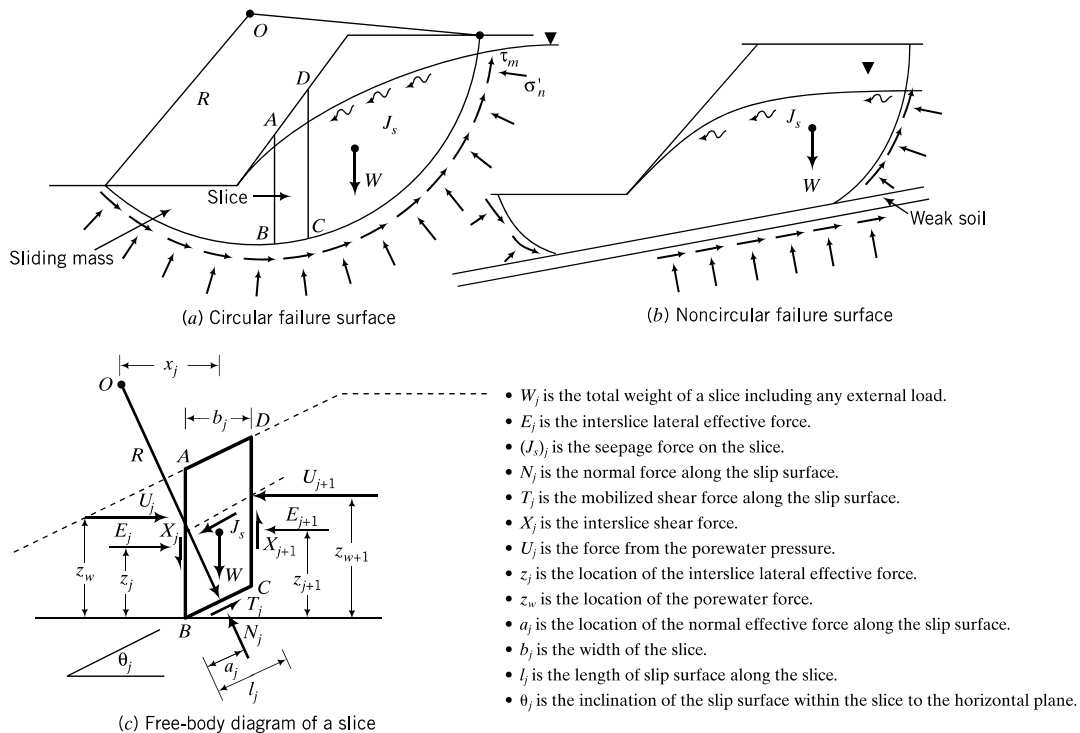 O
R
D
A
τm
σ'n
Js
W
Slice
B
C
Sliding mass
(a) Circular failure surface
Js
W
Weak soil
(b) Noncircular failure surface
xj
O
bj
D
R
A
Uj+1
Uj
Ej
Xj
Js
Ej+1
Xj+1
zw
zj
W
zj+1
zw+1
C
Tj
B
Nj
θj
aj
lj
(c) Free-body diagram of a slice
• Wj is the total weight of a slice including any external load.
• Ej is the interslice lateral effective force.
• (Js)j is the seepage force on the slice.
• Nj is the normal force along the slip surface.
• Tj is the mobilized shear force along the slip surface.
• Xj is the interslice shear force.
• Uj is the force from the porewater pressure.
• zj is the location of the interslice lateral effective force.
• zw is the location of the porewater force.
• aj is the location of the normal effective force along the slip surface.
• bj is the width of the slice.
• lj is the length of slip surface along the slice.
• θj is the inclination of the slip surface within the slice to the horizontal plane.